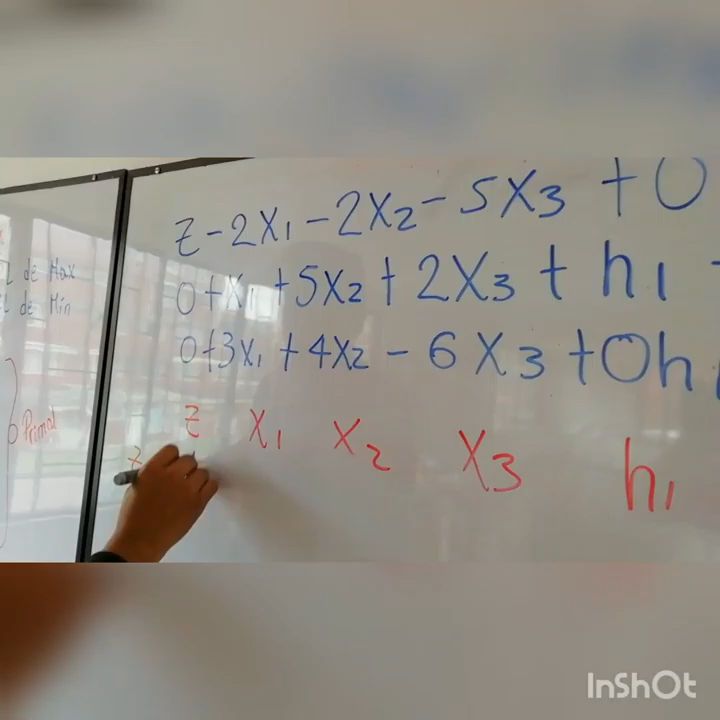 Z - 2X₁ - 2X₂ - 5X₃ + 0
0 + X₁ + 5X₂ + 2X₃ + h₁
0 + 3X₁ + 4X₂ - 6X₃ + 0h₁
Z X₁ X₂ X₃ h₁
Z
de Max
de Min
Primal
InShOt